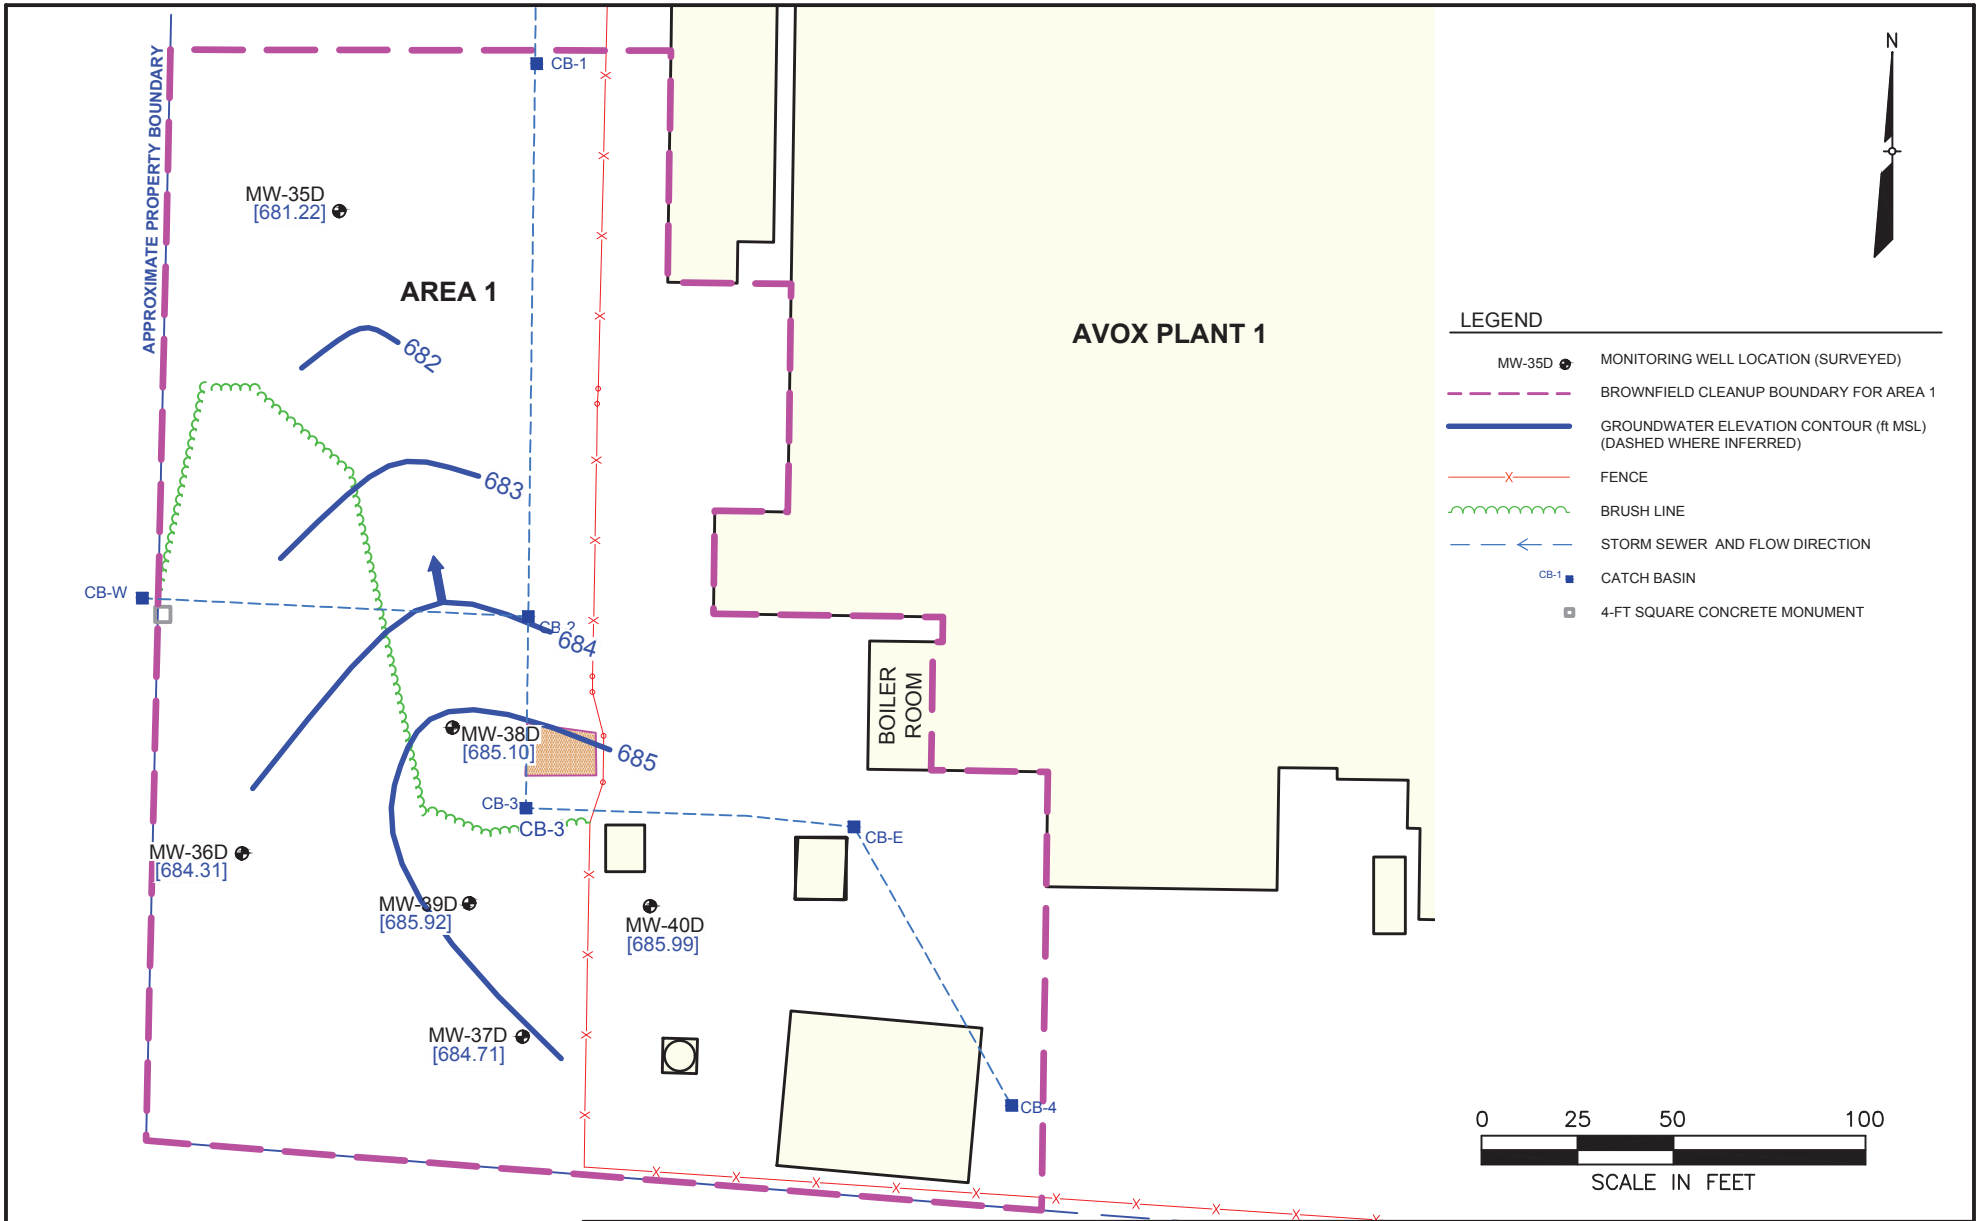 CB-1
N
APPROXIMATE PROPERTY BOUNDARY
MW-35D
[681.22]
AREA 1
682
AVOX PLANT 1
683
CB-W
CB-2
684
BOILER
ROOM
MW-38D
[685.10]
685
CB-3
CB-3
CB-E
MW-36D
[684.31]
MW-39D
[685.92]
MW-40D
[685.99]
MW-37D
[684.71]
CB-4
LEGEND
MW-35D MONITORING WELL LOCATION (SURVEYED)
BROWNFIELD CLEANUP BOUNDARY FOR AREA 1
GROUNDWATER ELEVATION CONTOUR (ft MSL)
(DASHED WHERE INFERRED)
X FENCE
BRUSH LINE
STORM SEWER AND FLOW DIRECTION
CB-1 CATCH BASIN
4-FT SQUARE CONCRETE MONUMENT
0 25 50 100
SCALE IN FEET